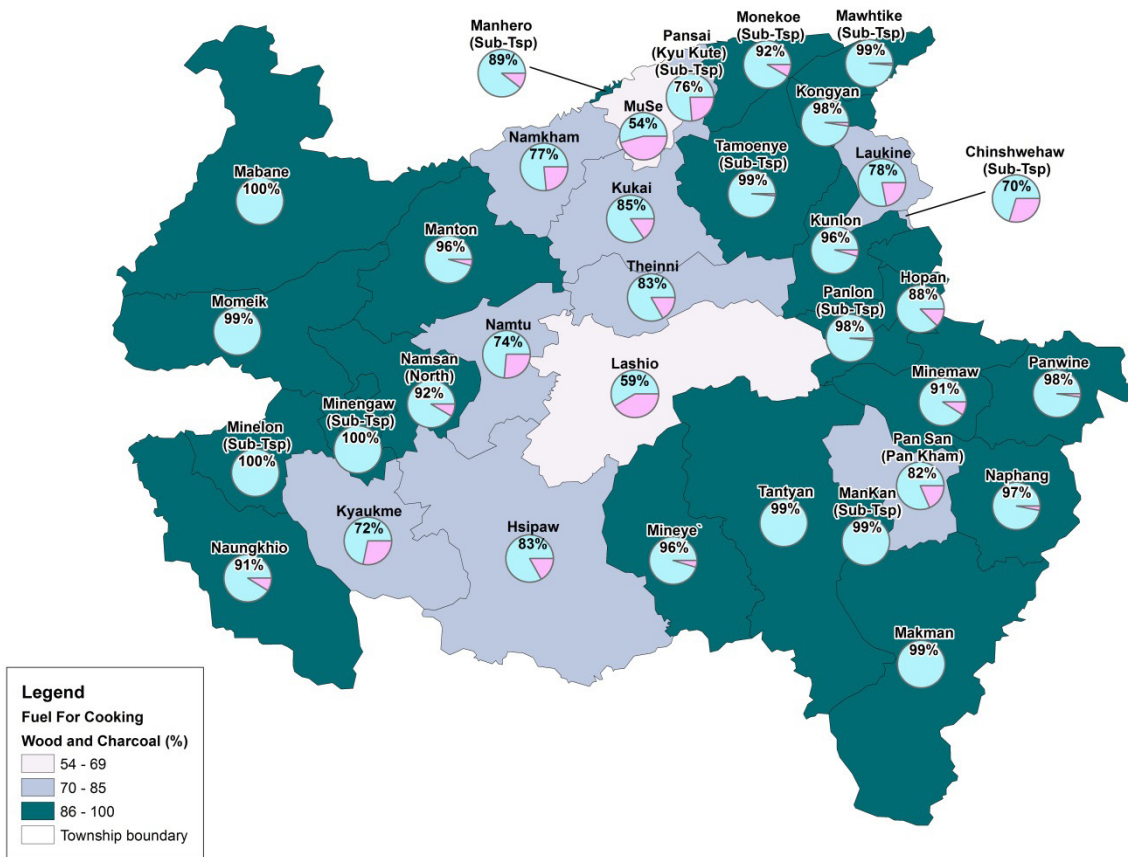 Manhero
(Sub-Tsp)
89%
Pansai
(Kyu Kute)
(Sub-Tsp)
76%
Monekoe
(Sub-Tsp)
92%
Mawhtike
(Sub-Tsp)
99%
Kongyan
98%
MuSe
54%
Namkham
77%
Tamoenye
(Sub-Tsp)
99%
Laukine
78%
Chinshwehaw
(Sub-Tsp)
70%
Mabane
100%
Kukai
85%
Manton
96%
Kunlon
96%
Theinni
83%
Hopan
88%
Momeik
99%
Panlon
(Sub-Tsp)
98%
Namtu
74%
Namsan
(North)
92%
Lashio
59%
Minemaw
91%
Panwine
98%
Minengaw
(Sub-Tsp)
100%
Minelon
(Sub-Tsp)
100%
Pan San
(Pan Kham)
82%
Naphang
97%
Tantyan
99%
ManKan
(Sub-Tsp)
99%
Kyaukme
72%
Hsipaw
83%
Mineye`
96%
Naungkhio
91%
Makman
99%
Legend
Fuel For Cooking
Wood and Charcoal (%)
54 - 69
70 - 85
86 - 100
Township boundary